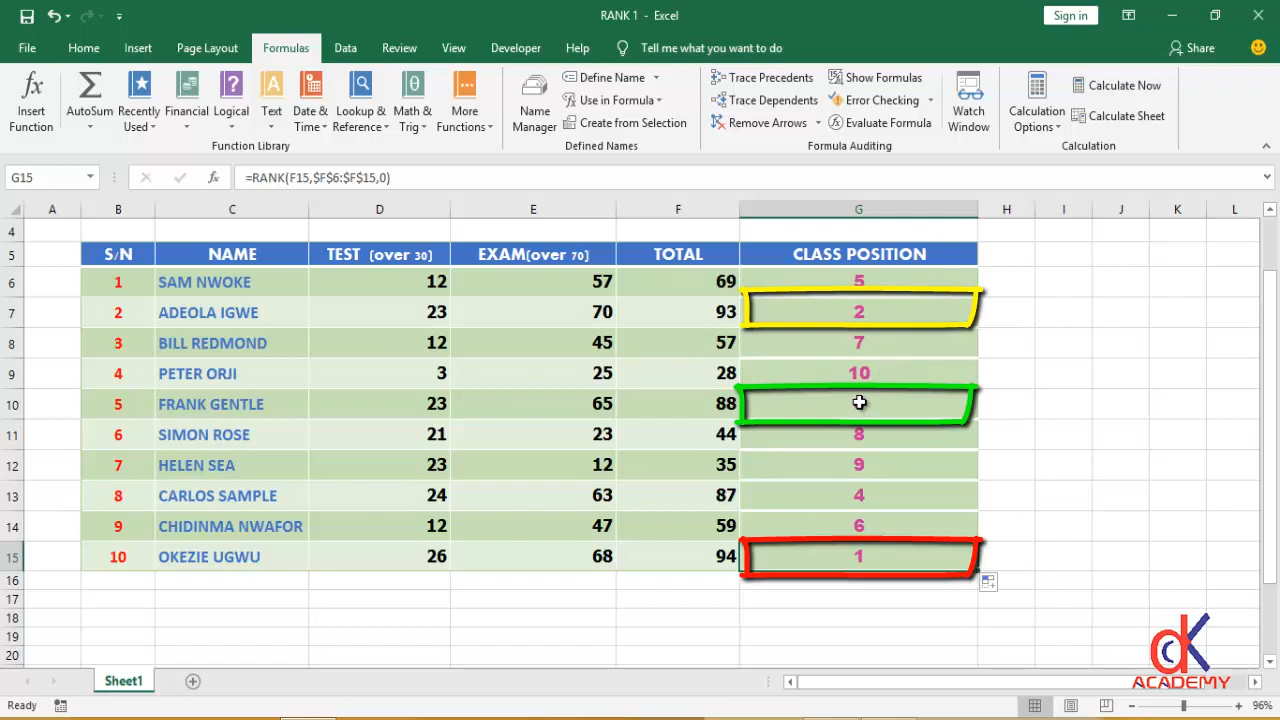 RANK 1 - Excel
Sign in
File Home Insert Page Layout Formulas Data Review View Developer Help Tell me what you want to do Share
Insert Function
AutoSum
Recently Used
Financial
Logical
Text
Date & Time
Lookup & Reference
Math & Trig
More Functions
Function Library
Name Manager
Define Name
Use in Formula
Create from Selection
Defined Names
Trace Precedents
Trace Dependents
Remove Arrows
Show Formulas
Error Checking
Evaluate Formula
Formula Auditing
Watch Window
Calculation Options
Calculate Now
Calculate Sheet
Calculation
G15 fx =RANK(F15,$F$6:$F$15,0)
A B C D E F G H I J K L
4
5 S/N NAME TEST (over 30) EXAM(over 70) TOTAL CLASS POSITION
6 1 SAM NWOKE 12 57 69 5
7 2 ADEOLA IGWE 23 70 93 2
8 3 BILL REDMOND 12 45 57 7
9 4 PETER ORJI 3 25 28 10
10 5 FRANK GENTLE 23 65 88
11 6 SIMON ROSE 21 23 44 8
12 7 HELEN SEA 23 12 35 9
13 8 CARLOS SAMPLE 24 63 87 4
14 9 CHIDINMA NWAFOR 12 47 59 6
15 10 OKEZIE UGWU 26 68 94 1
16
17
18
19
20
Sheet1
Ready
96%
dcK
ACADEMY